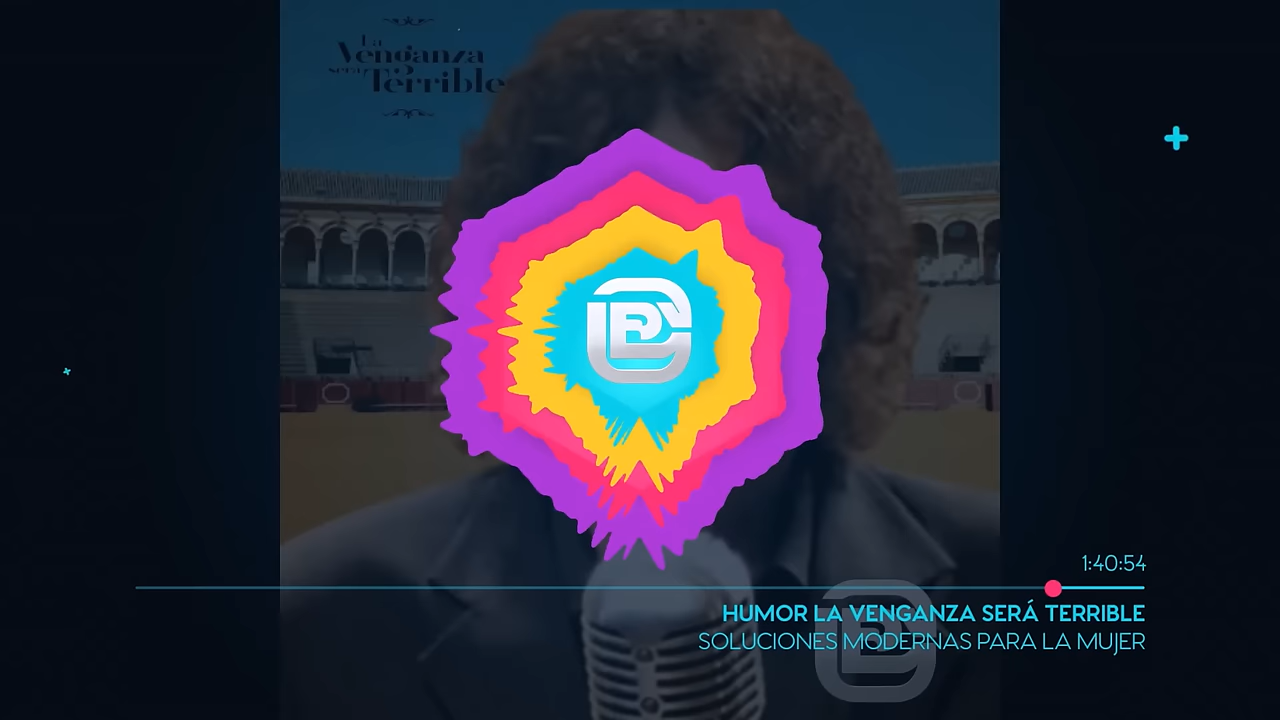 La
Venganza
será Terrible
1:40:54
HUMOR LA VENGANZA SERÁ TERRIBLE
SOLUCIONES MODERNAS PARA LA MUJER